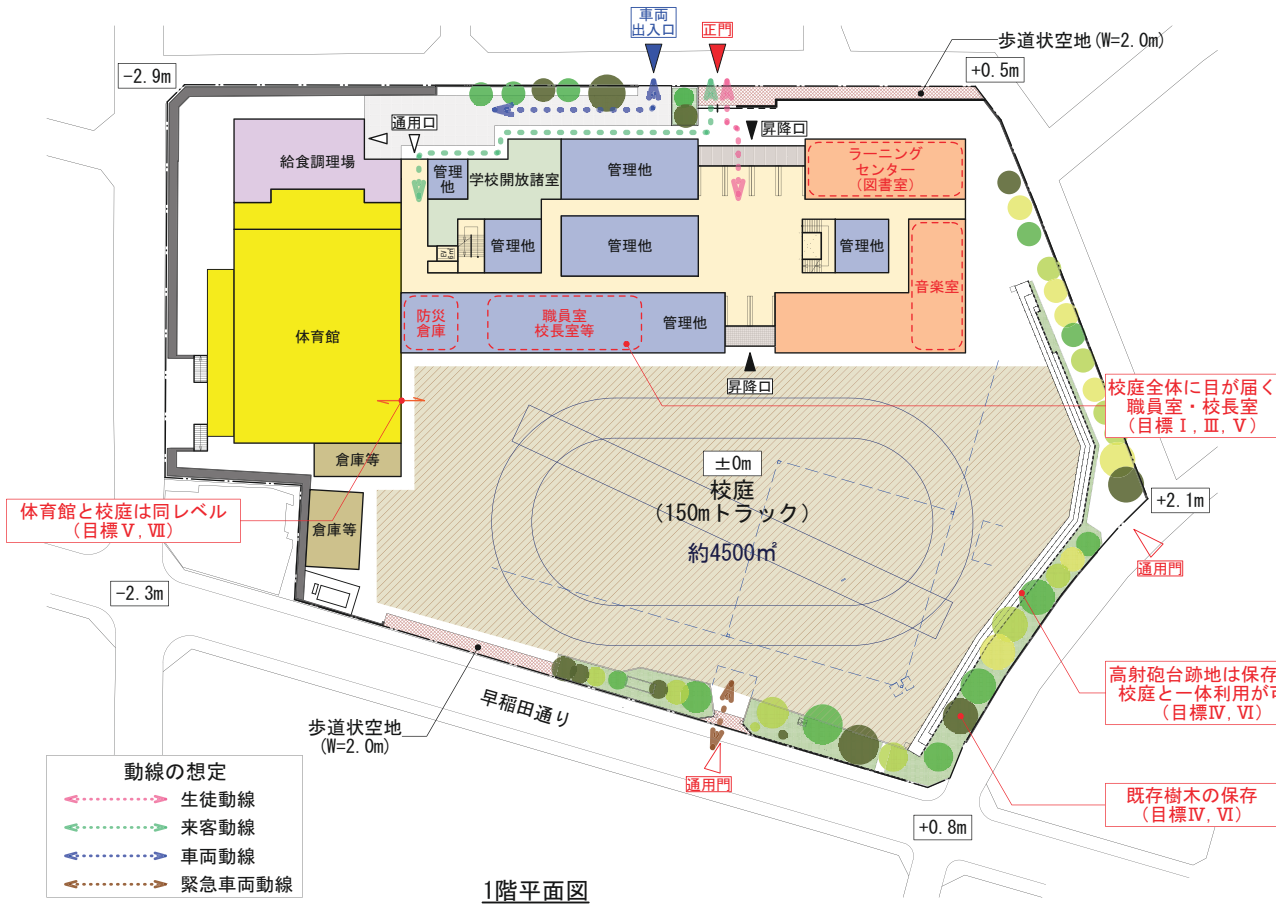 車両
出入口
正門
歩道状空地(W=2.0m)
-2.9m
+0.5m
通用口
昇降口
給食調理場
管理
他
学校開放諸室
管理他
ラーニング
センター
(図書室)
管理他
管理他
管理他
音楽室
体育館
防災
倉庫
職員室
校長室等
管理他
昇降口
校庭全体に目が届く
職員室・校長室
(目標Ⅰ,Ⅲ,Ⅴ)
±0m
校庭
(150mトラック)
約4500㎡
倉庫等
倉庫等
体育館と校庭は同レベル
(目標Ⅴ,Ⅶ)
+2.1m
通用門
-2.3m
高射砲台跡地は保存
校庭と一体利用が可
(目標Ⅳ,Ⅵ)
早稲田通り
歩道状空地
(W=2.0m)
通用門
既存樹木の保存
(目標Ⅳ,Ⅵ)
+0.8m
動線の想定
生徒動線
来客動線
車両動線
緊急車両動線
1階平面図